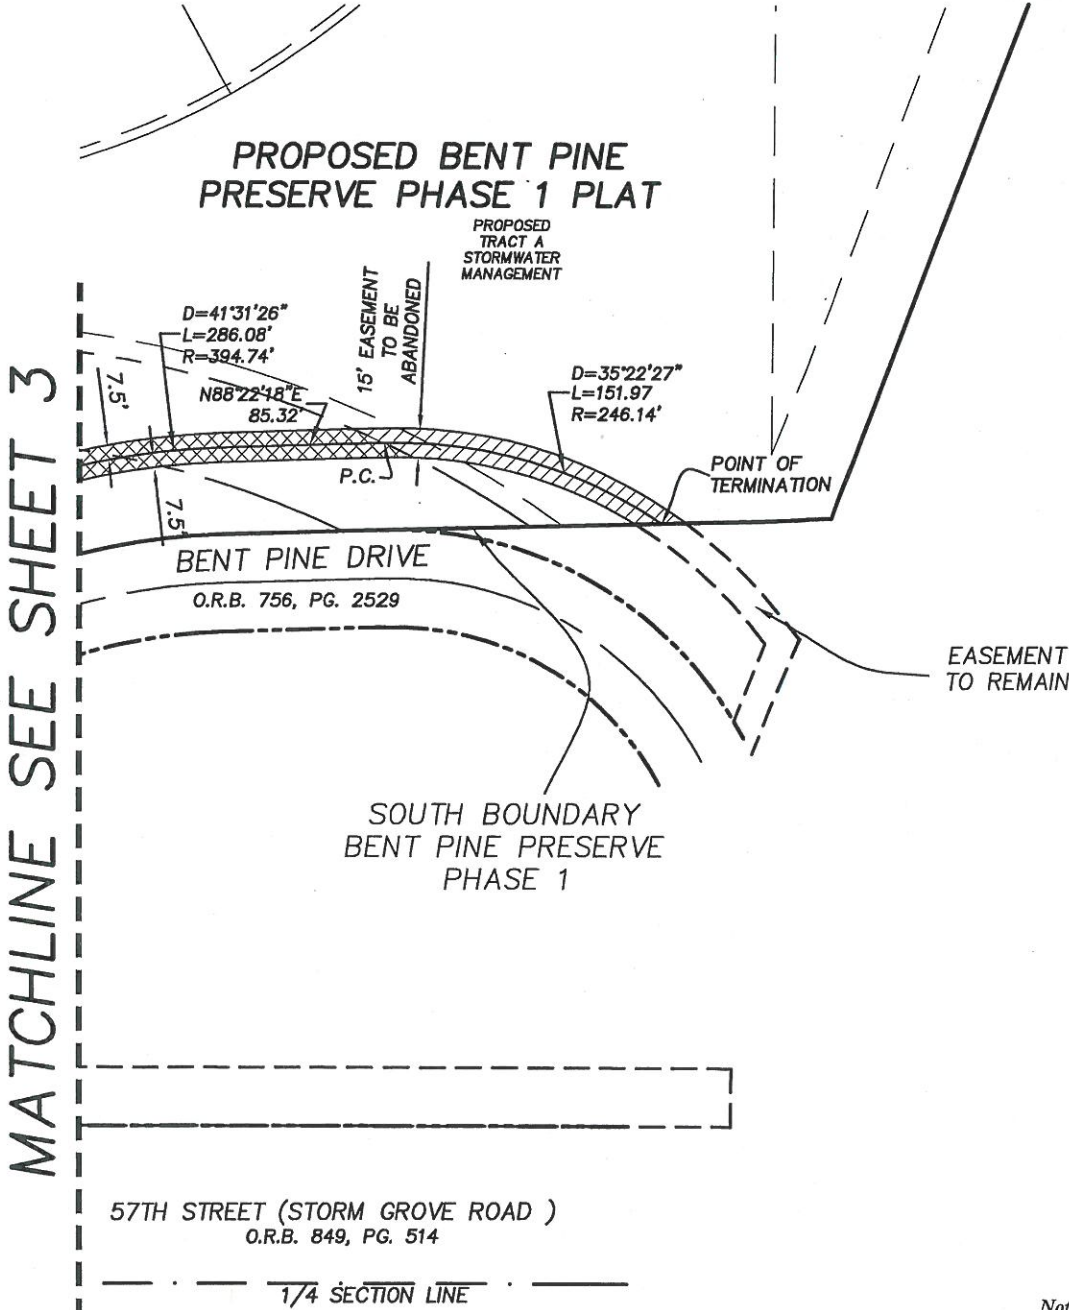 PROPOSED BENT PINE
PRESERVE PHASE 1 PLAT
PROPOSED
TRACT A
STORMWATER
MANAGEMENT
15' EASEMENT
TO BE
ABANDONED
D=41°31'26"
L=286.08'
R=394.74'
N88°22'18"E
85.32'
7.5'
7.5'
P.C.
D=35°22'27"
L=151.97
R=246.14'
POINT OF
TERMINATION
BENT PINE DRIVE
O.R.B. 756, PG. 2529
EASEMENT
TO REMAIN
SOUTH BOUNDARY
BENT PINE PRESERVE
PHASE 1
MATCHLINE SEE SHEET 3
57TH STREET (STORM GROVE ROAD )
O.R.B. 849, PG. 514
1/4 SECTION LINE
Not